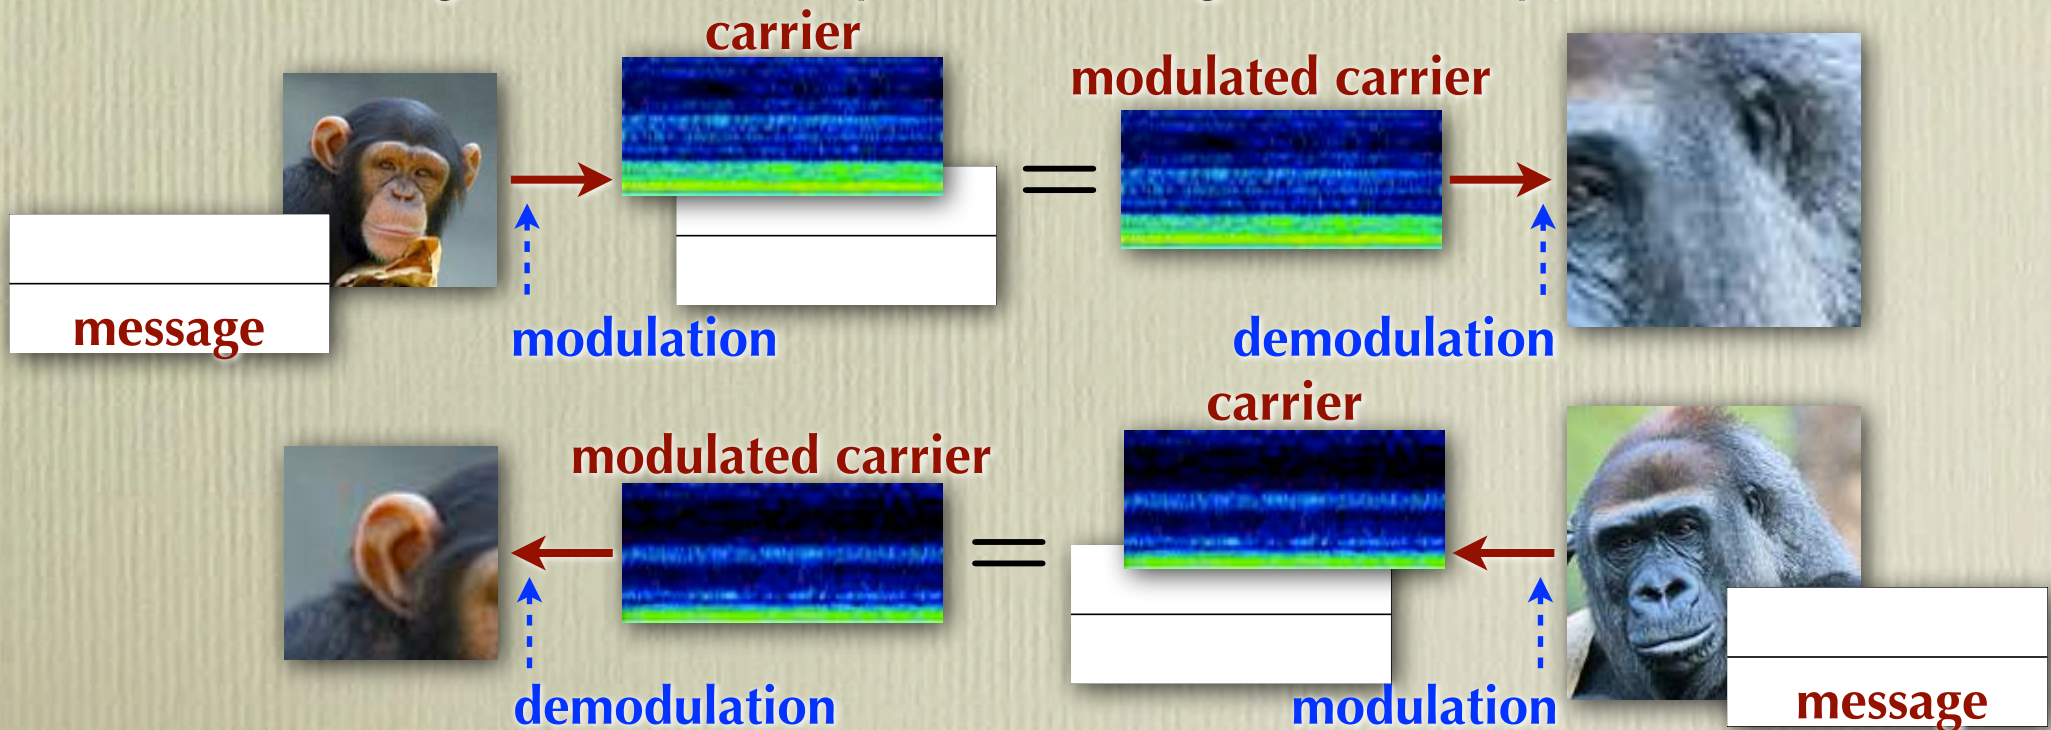 carrier
modulated carrier
message
modulation
demodulation
carrier
modulated carrier
demodulation
modulation
message